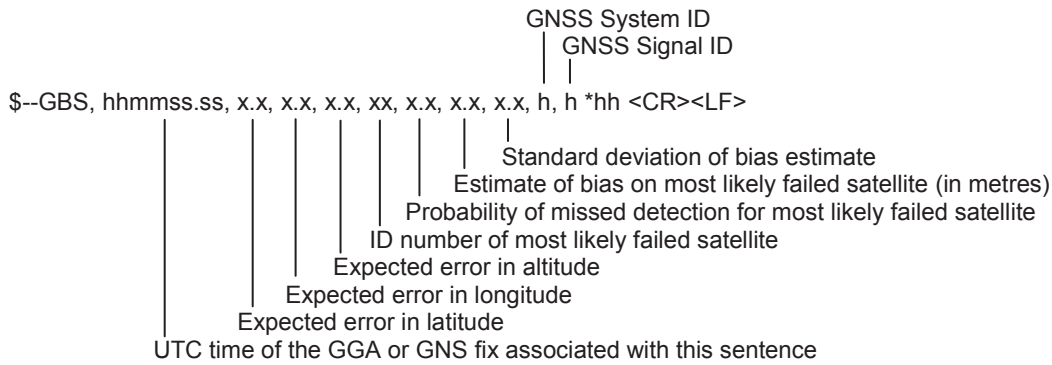 GNSS System ID
GNSS Signal ID
$--GBS, hhmmss.ss, x.x, x.x, x.x, xx, x.x, x.x, x.x, h, h *hh <CR><LF>
Standard deviation of bias estimate
Estimate of bias on most likely failed satellite (in metres)
Probability of missed detection for most likely failed satellite
ID number of most likely failed satellite
Expected error in altitude
Expected error in longitude
Expected error in latitude
UTC time of the GGA or GNS fix associated with this sentence